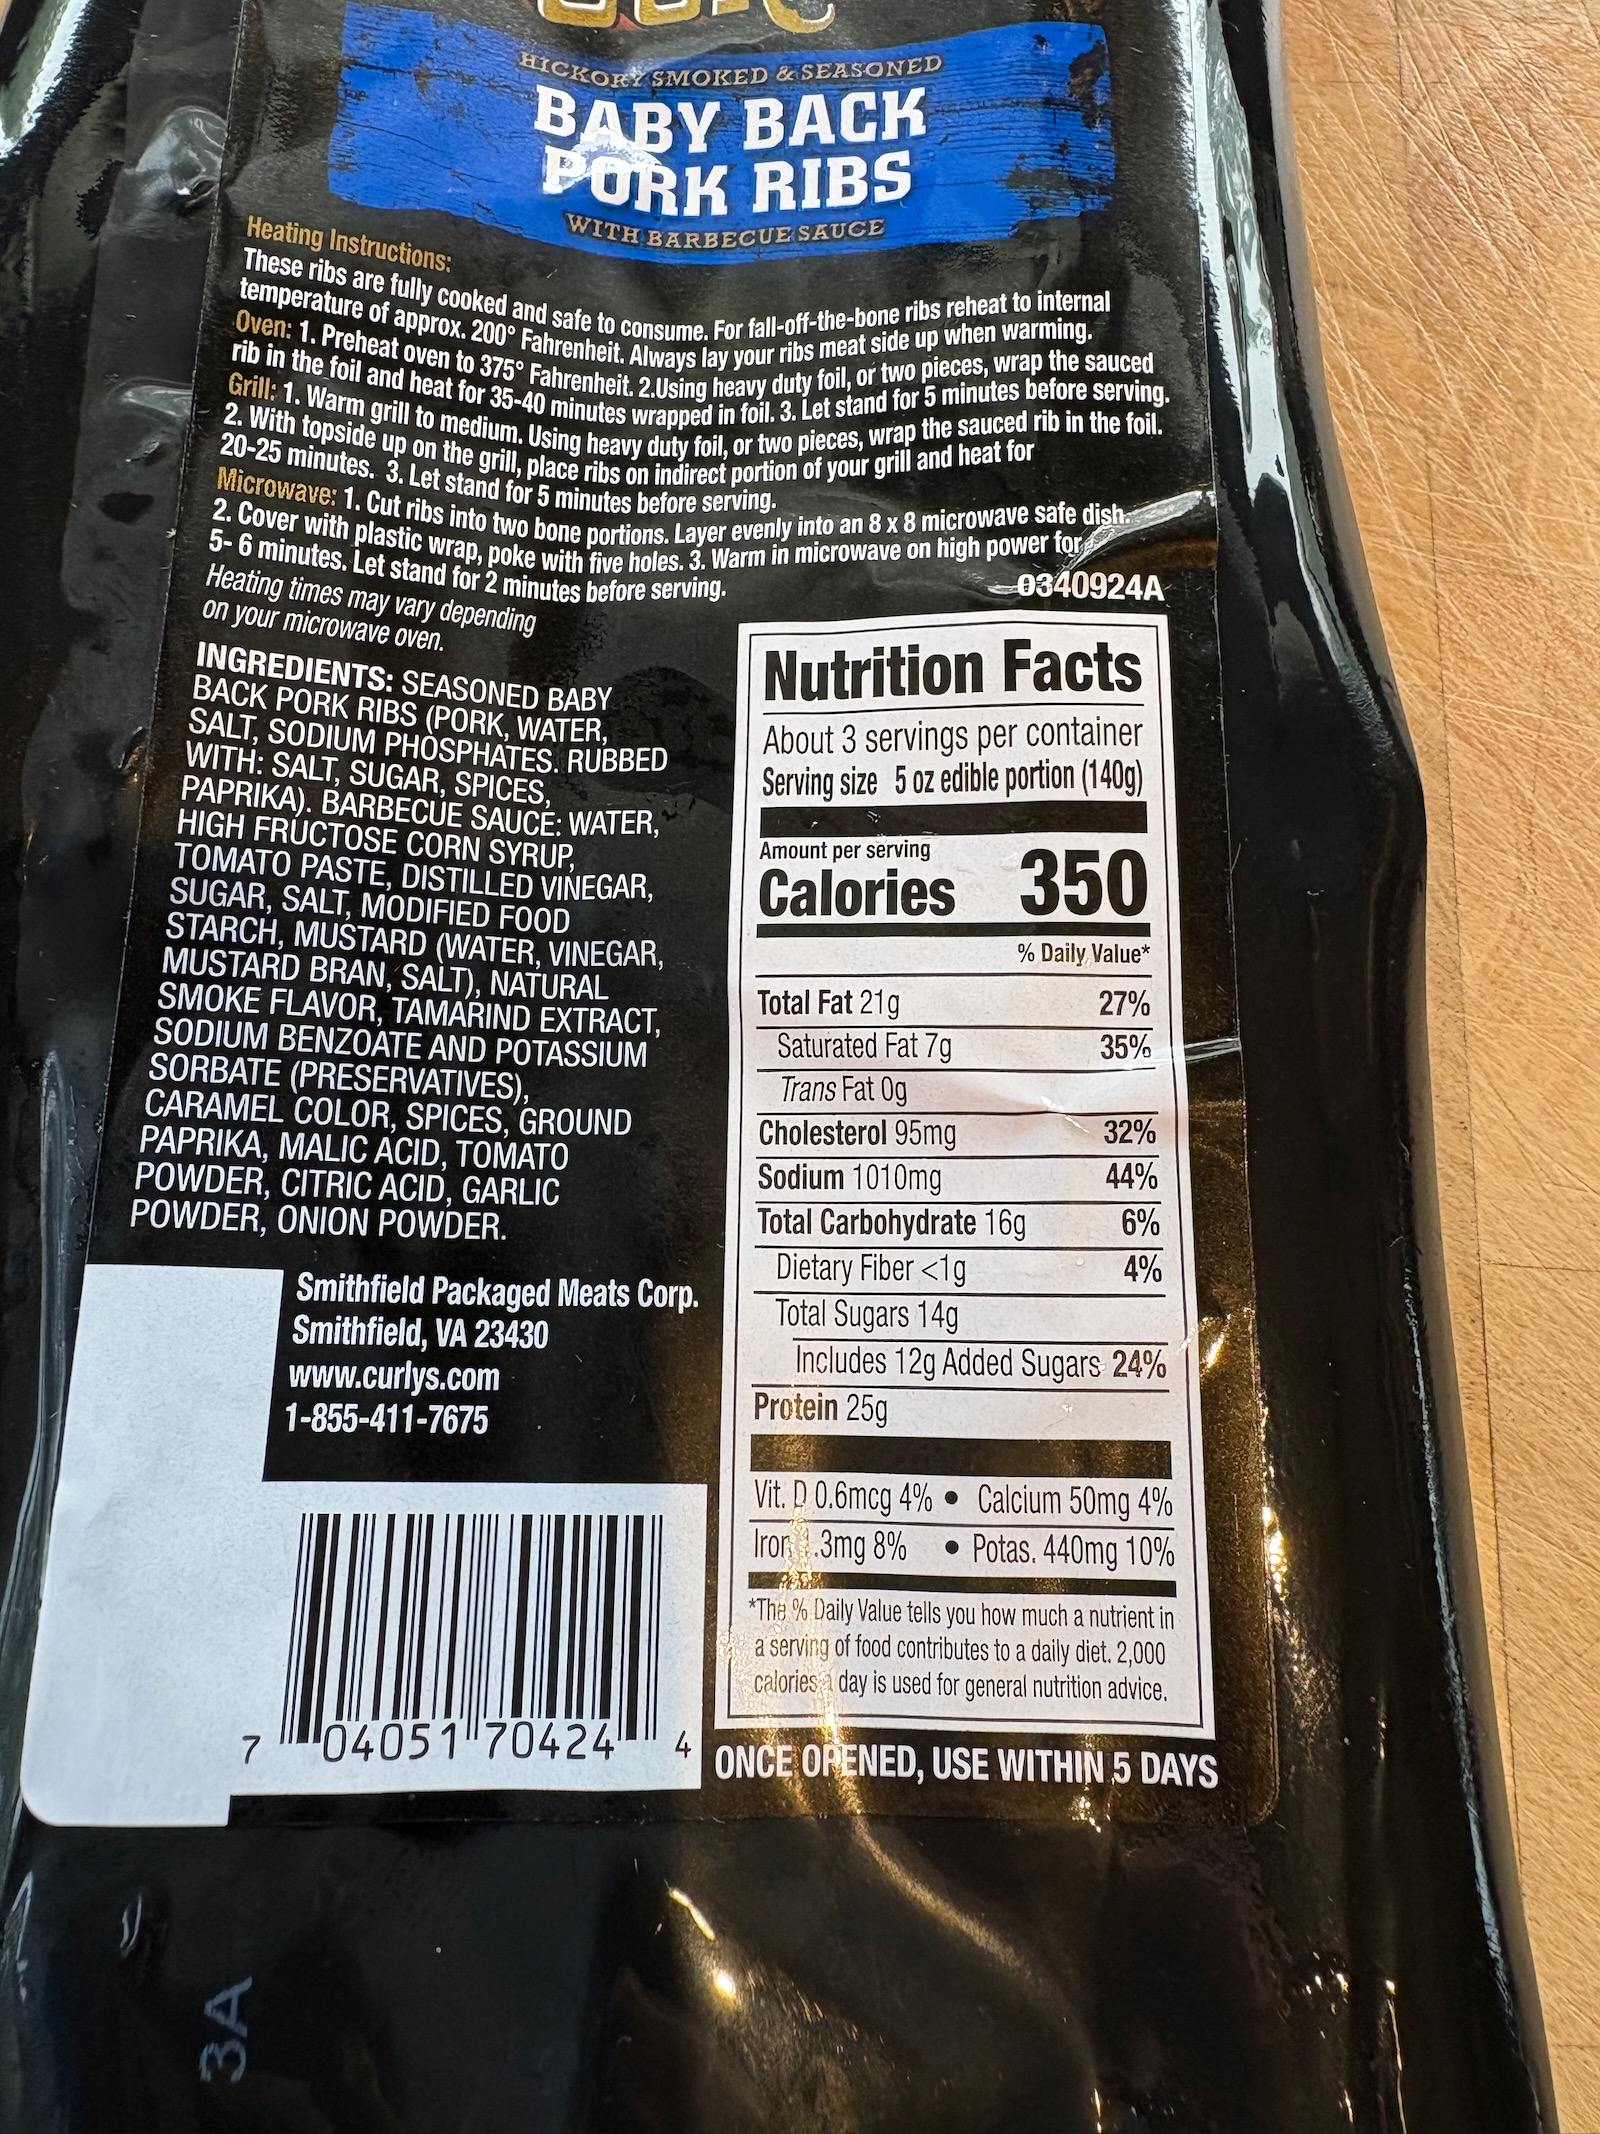 HICKORY SMOKED & SEASONED
BABY BACK
PORK RIBS
WITH BARBECUE SAUCE
Heating Instructions:
These ribs are fully cooked and safe to consume. For fall-off-the-bone ribs reheat to internal
temperature of approx. 200° Fahrenheit. Always lay your ribs meat side up when warming.
Oven: 1. Preheat oven to 375° Fahrenheit. 2.Using heavy duty foil, or two pieces, wrap the sauced
rib in the foil and heat for 35-40 minutes wrapped in foil. 3. Let stand for 5 minutes before serving.
Grill: 1. Warm grill to medium. Using heavy duty foil, or two pieces, wrap the sauced rib in the foil.
2. With topside up on the grill, place ribs on indirect portion of your grill and heat for
20-25 minutes. 3. Let stand for 5 minutes before serving.
Microwave: 1. Cut ribs into two bone portions. Layer evenly into an 8 x 8 microwave safe dish.
2. Cover with plastic wrap, poke with five holes. 3. Warm in microwave on high power for
5- 6 minutes. Let stand for 2 minutes before serving.
Heating times may vary depending
on your microwave oven.
0340924A
INGREDIENTS: SEASONED BABY
BACK PORK RIBS (PORK, WATER,
SALT, SODIUM PHOSPHATES. RUBBED
WITH: SALT, SUGAR, SPICES,
PAPRIKA). BARBECUE SAUCE: WATER,
HIGH FRUCTOSE CORN SYRUP,
TOMATO PASTE, DISTILLED VINEGAR,
SUGAR, SALT, MODIFIED FOOD
STARCH, MUSTARD (WATER, VINEGAR,
MUSTARD BRAN, SALT), NATURAL
SMOKE FLAVOR, TAMARIND EXTRACT,
SODIUM BENZOATE AND POTASSIUM
SORBATE (PRESERVATIVES),
CARAMEL COLOR, SPICES, GROUND
PAPRIKA, MALIC ACID, TOMATO
POWDER, CITRIC ACID, GARLIC
POWDER, ONION POWDER.
Smithfield Packaged Meats Corp.
Smithfield, VA 23430
www.curlys.com
1-855-411-7675
7 04051 70424 4
Nutrition Facts
About 3 servings per container
Serving size 5 oz edible portion (140g)
Amount per serving
Calories 350
% Daily Value*
Total Fat 21g 27%
Saturated Fat 7g 35%
Trans Fat 0g
Cholesterol 95mg 32%
Sodium 1010mg 44%
Total Carbohydrate 16g 6%
Dietary Fiber <1g 4%
Total Sugars 14g
Includes 12g Added Sugars 24%
Protein 25g
Vit. D 0.6mcg 4% • Calcium 50mg 4%
Iron .3mg 8% • Potas. 440mg 10%
*The % Daily Value tells you how much a nutrient in
a serving of food contributes to a daily diet. 2,000
calories a day is used for general nutrition advice.
ONCE OPENED, USE WITHIN 5 DAYS
3A